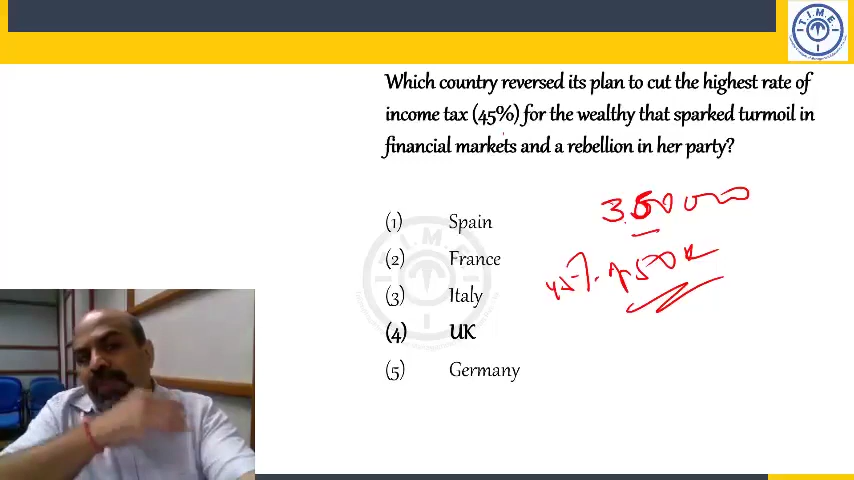 T.I.M.E.
Which country reversed its plan to cut the highest rate of
income tax (45%) for the wealthy that sparked turmoil in
financial markets and a rebellion in her party?
(1) Spain
(2) France
(3) Italy
(4) UK
(5) Germany
45%